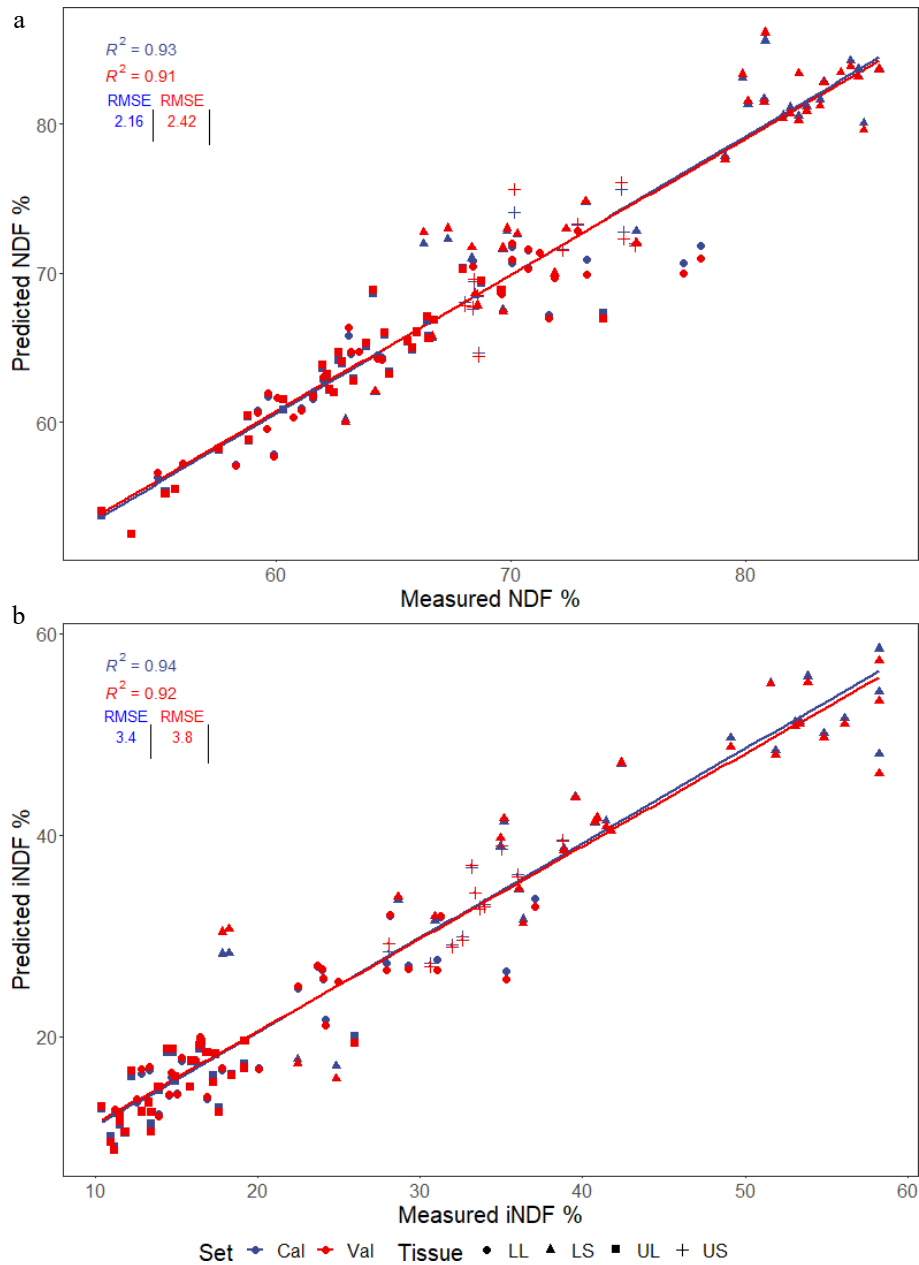 a
R² = 0.93
R² = 0.91
RMSE RMSE
2.16 2.42
80
70
60
Predicted NDF %
60 70 80
Measured NDF %
b
60
R² = 0.94
R² = 0.92
RMSE RMSE
3.4 3.8
40
20
Predicted iNDF %
10 20 30 40 50 60
Measured iNDF %
Set Cal Val Tissue LL LS UL US